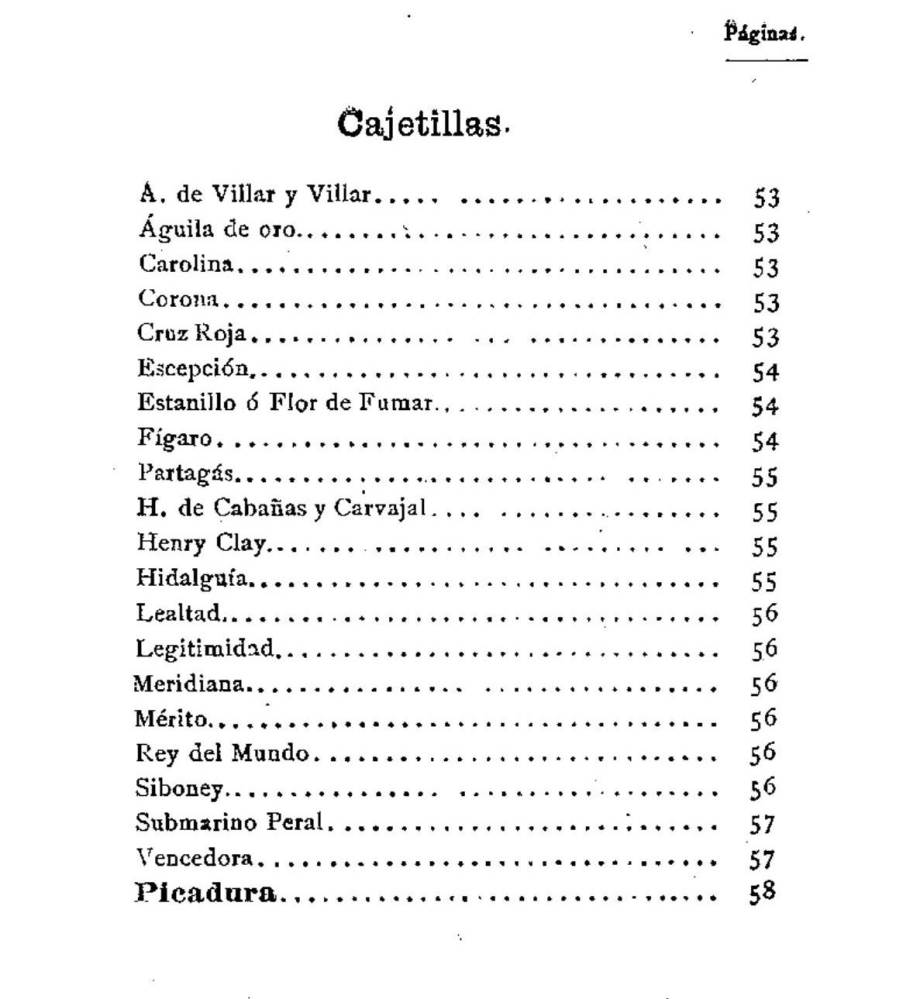 Páginas.
Cajetillas.
A. de Villar y Villar..... ................... 53
Águila de oro.............................. 53
Carolina................................... 53
Corona.................................... 53
Cruz Roja.............. ... .............. 53
Escepción.................................. 54
Estanillo ó Flor de Fumar.................... 54
Fígaro..................................... 54
Partagás............................ ....... 55
H. de Cabañas y Carvajal.... ................ 55
Henry Clay....... ........... ......... ... 55
Hidalguía.................................. 55
Lealtad.................................... 56
Legitimidad................................ 56
Meridiana................ ................. 56
Mérito..................................... 56
Rey del Mundo............................. 56
Siboney................ ................... 56
Submarino Peral............................ 57
Vencedora................................. 57
Picadura................................ 58